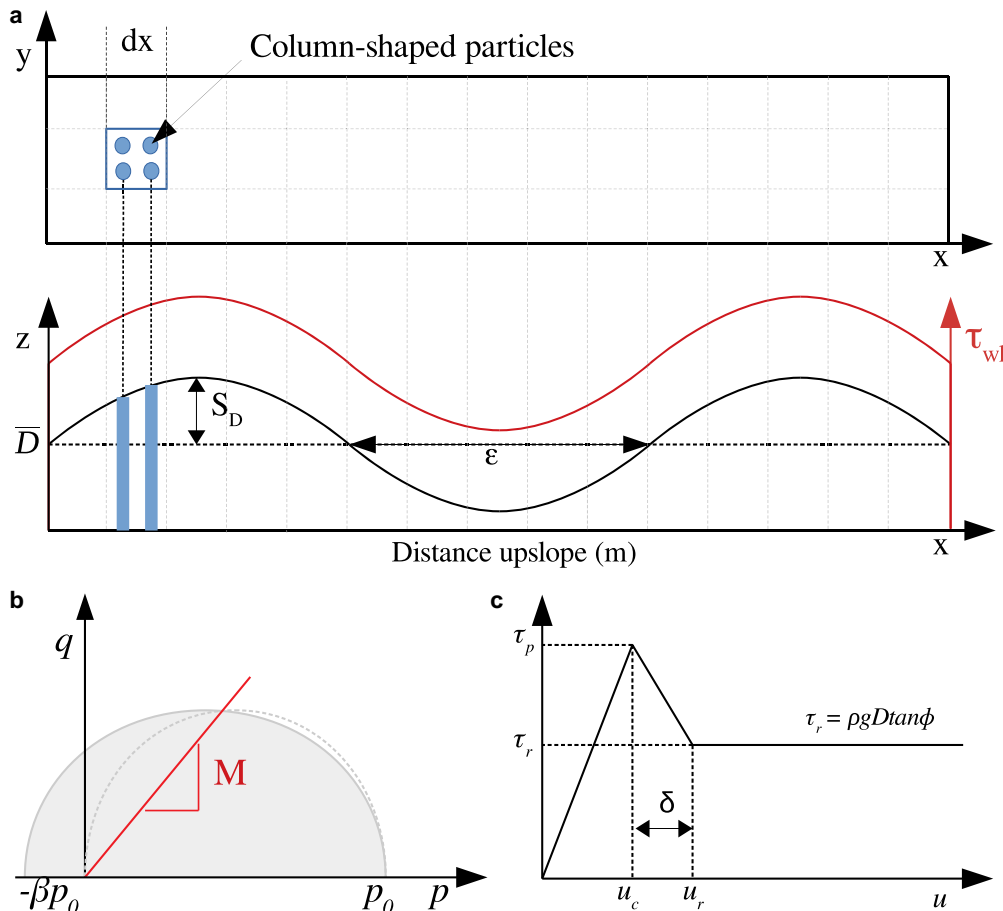 a
y
dx
Column-shaped particles
x
z
τwl
SD
D̅
ε
x
Distance upslope (m)
b
q
M
-βp0
p0
p
c
τp
τr = ρgDtanϕ
τr
δ
uc
ur
u